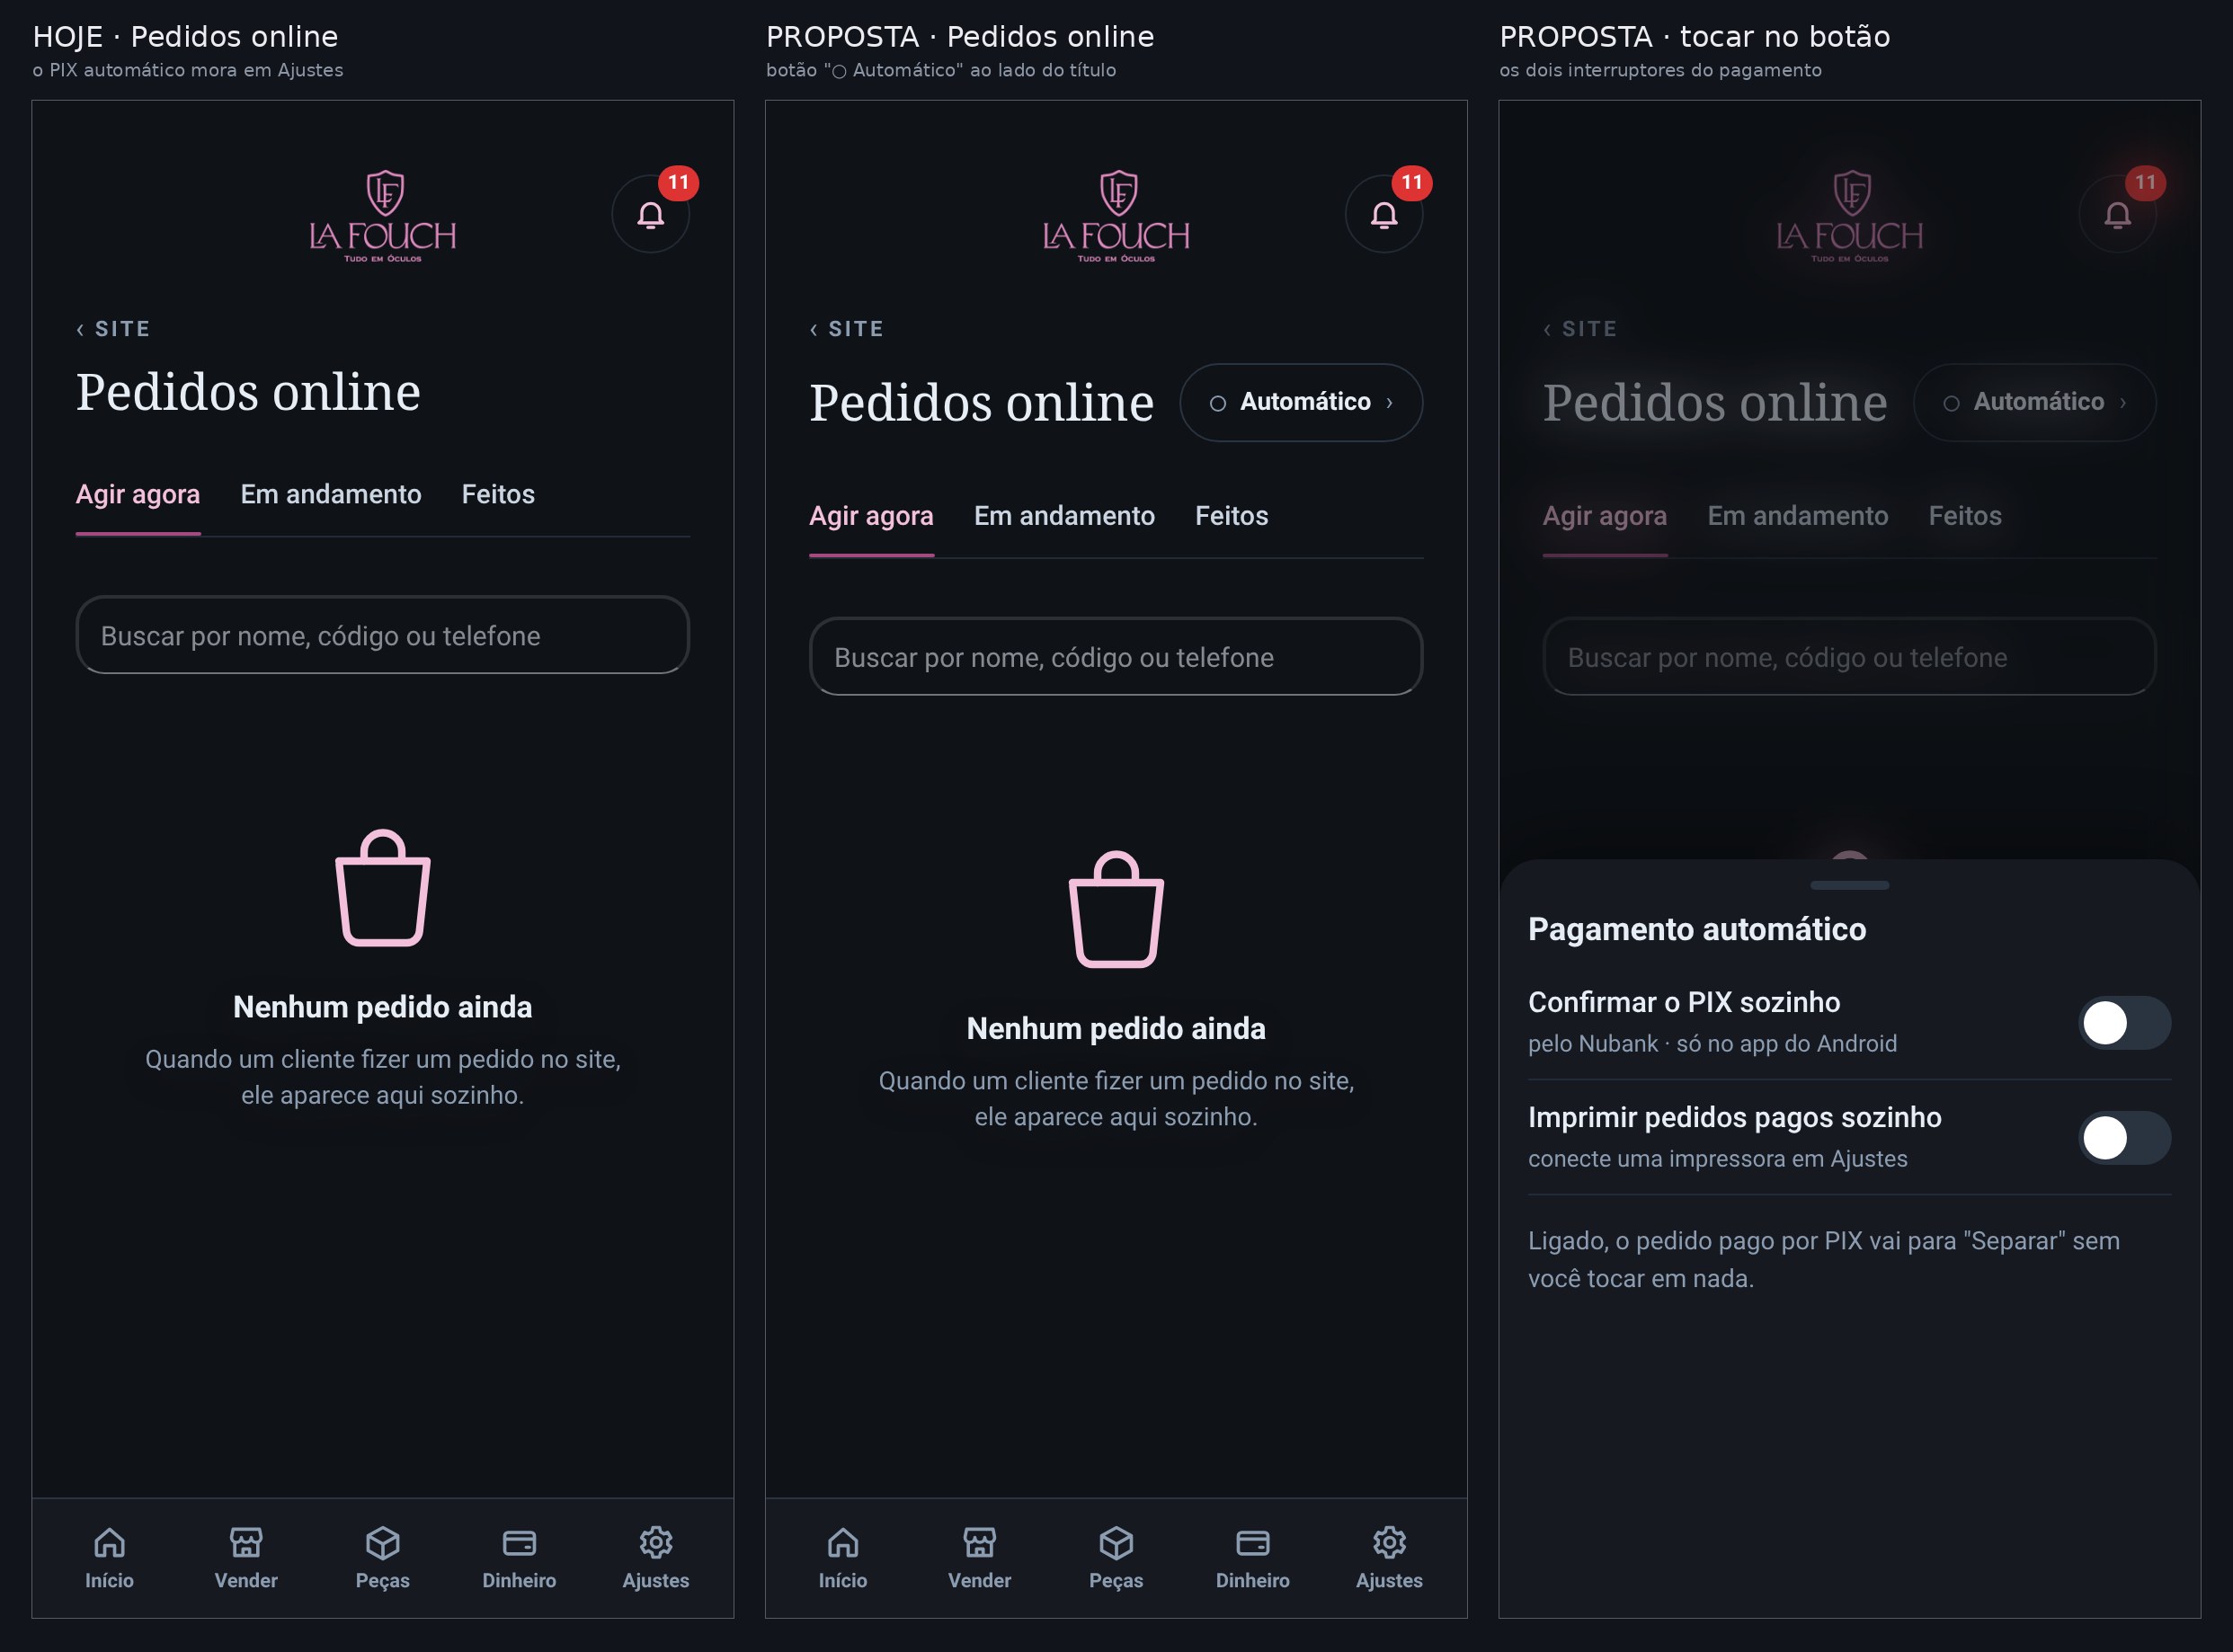 HOJE · Pedidos online
o PIX automático mora em Ajustes
LF
LA FOUCH
TUDO EM ÓCULOS
11
‹ SITE
Pedidos online
Agir agora Em andamento Feitos
Buscar por nome, código ou telefone
Nenhum pedido ainda
Quando um cliente fizer um pedido no site,
ele aparece aqui sozinho.
Início Vender Peças Dinheiro Ajustes
PROPOSTA · Pedidos online
botão "○ Automático" ao lado do título
LF
LA FOUCH
TUDO EM ÓCULOS
11
‹ SITE
Pedidos online ○ Automático ›
Agir agora Em andamento Feitos
Buscar por nome, código ou telefone
Nenhum pedido ainda
Quando um cliente fizer um pedido no site,
ele aparece aqui sozinho.
Início Vender Peças Dinheiro Ajustes
PROPOSTA · tocar no botão
os dois interruptores do pagamento
LF
LA FOUCH
TUDO EM ÓCULOS
11
‹ SITE
Pedidos online ○ Automático ›
Agir agora Em andamento Feitos
Buscar por nome, código ou telefone
Pagamento automático
Confirmar o PIX sozinho
pelo Nubank · só no app do Android
Imprimir pedidos pagos sozinho
conecte uma impressora em Ajustes
Ligado, o pedido pago por PIX vai para "Separar" sem
você tocar em nada.